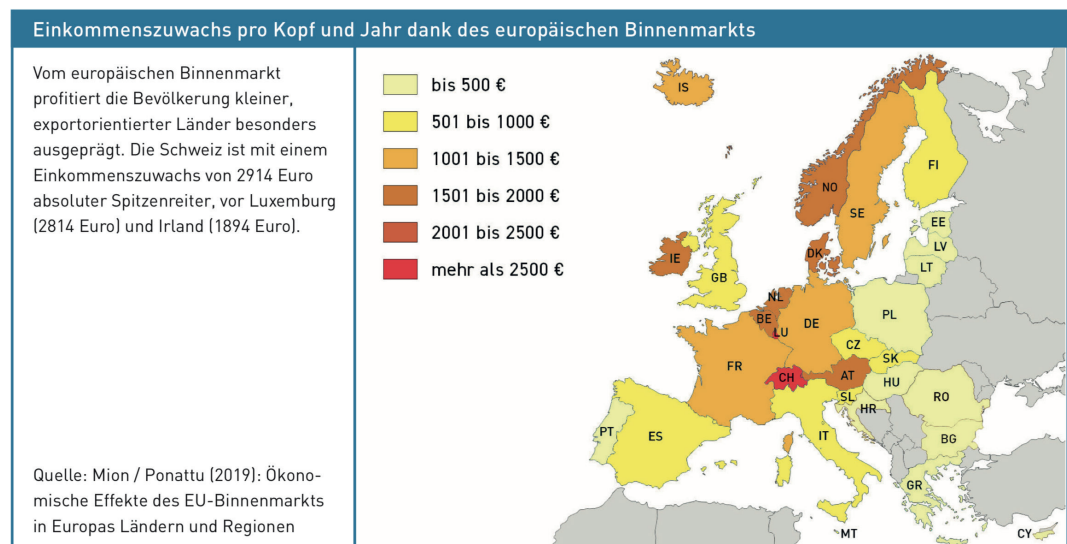 Einkommenszuwachs pro Kopf und Jahr dank des europäischen Binnenmarkts
Vom europäischen Binnenmarkt
profitiert die Bevölkerung kleiner,
exportorientierter Länder besonders
ausgeprägt. Die Schweiz ist mit einem
Einkommenszuwachs von 2914 Euro
absoluter Spitzenreiter, vor Luxemburg
(2814 Euro) und Irland (1894 Euro).
Quelle: Mion / Ponattu (2019): Ökono-
mische Effekte des EU-Binnenmarkts
in Europas Ländern und Regionen
bis 500 €
501 bis 1000 €
1001 bis 1500 €
1501 bis 2000 €
2001 bis 2500 €
mehr als 2500 €
IS
NO
SE
FI
EE
LV
LT
DK
IE
GB
NL
BE
LU
DE
PL
CZ
SK
FR
CH
AT
HU
SL
HR
RO
PT
ES
IT
BG
GR
MT
CY